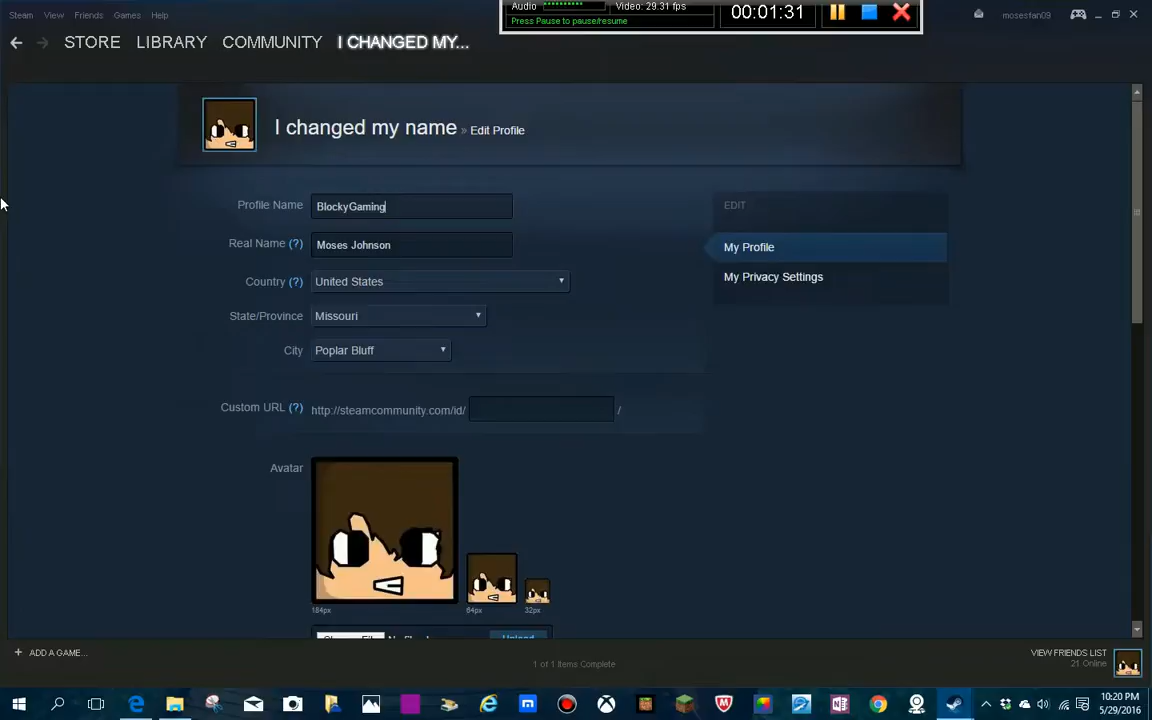 Steam View Friends Games Help
Audio Video: 29.31 fps
Press Pause to pause/resume
00:01:31
mosesfan09
STORE LIBRARY COMMUNITY I CHANGED MY...
I changed my name » Edit Profile
Profile Name BlockyGaming
EDIT
Real Name (?) Moses Johnson
My Profile
Country (?) United States
My Privacy Settings
State/Province Missouri
City Poplar Bluff
Custom URL (?) http://steamcommunity.com/id/ /
Avatar
184px 64px 32px
+ ADD A GAME...
VIEW FRIENDS LIST
1 of 1 Items Complete
21 Online
10:20 PM
5/29/2016